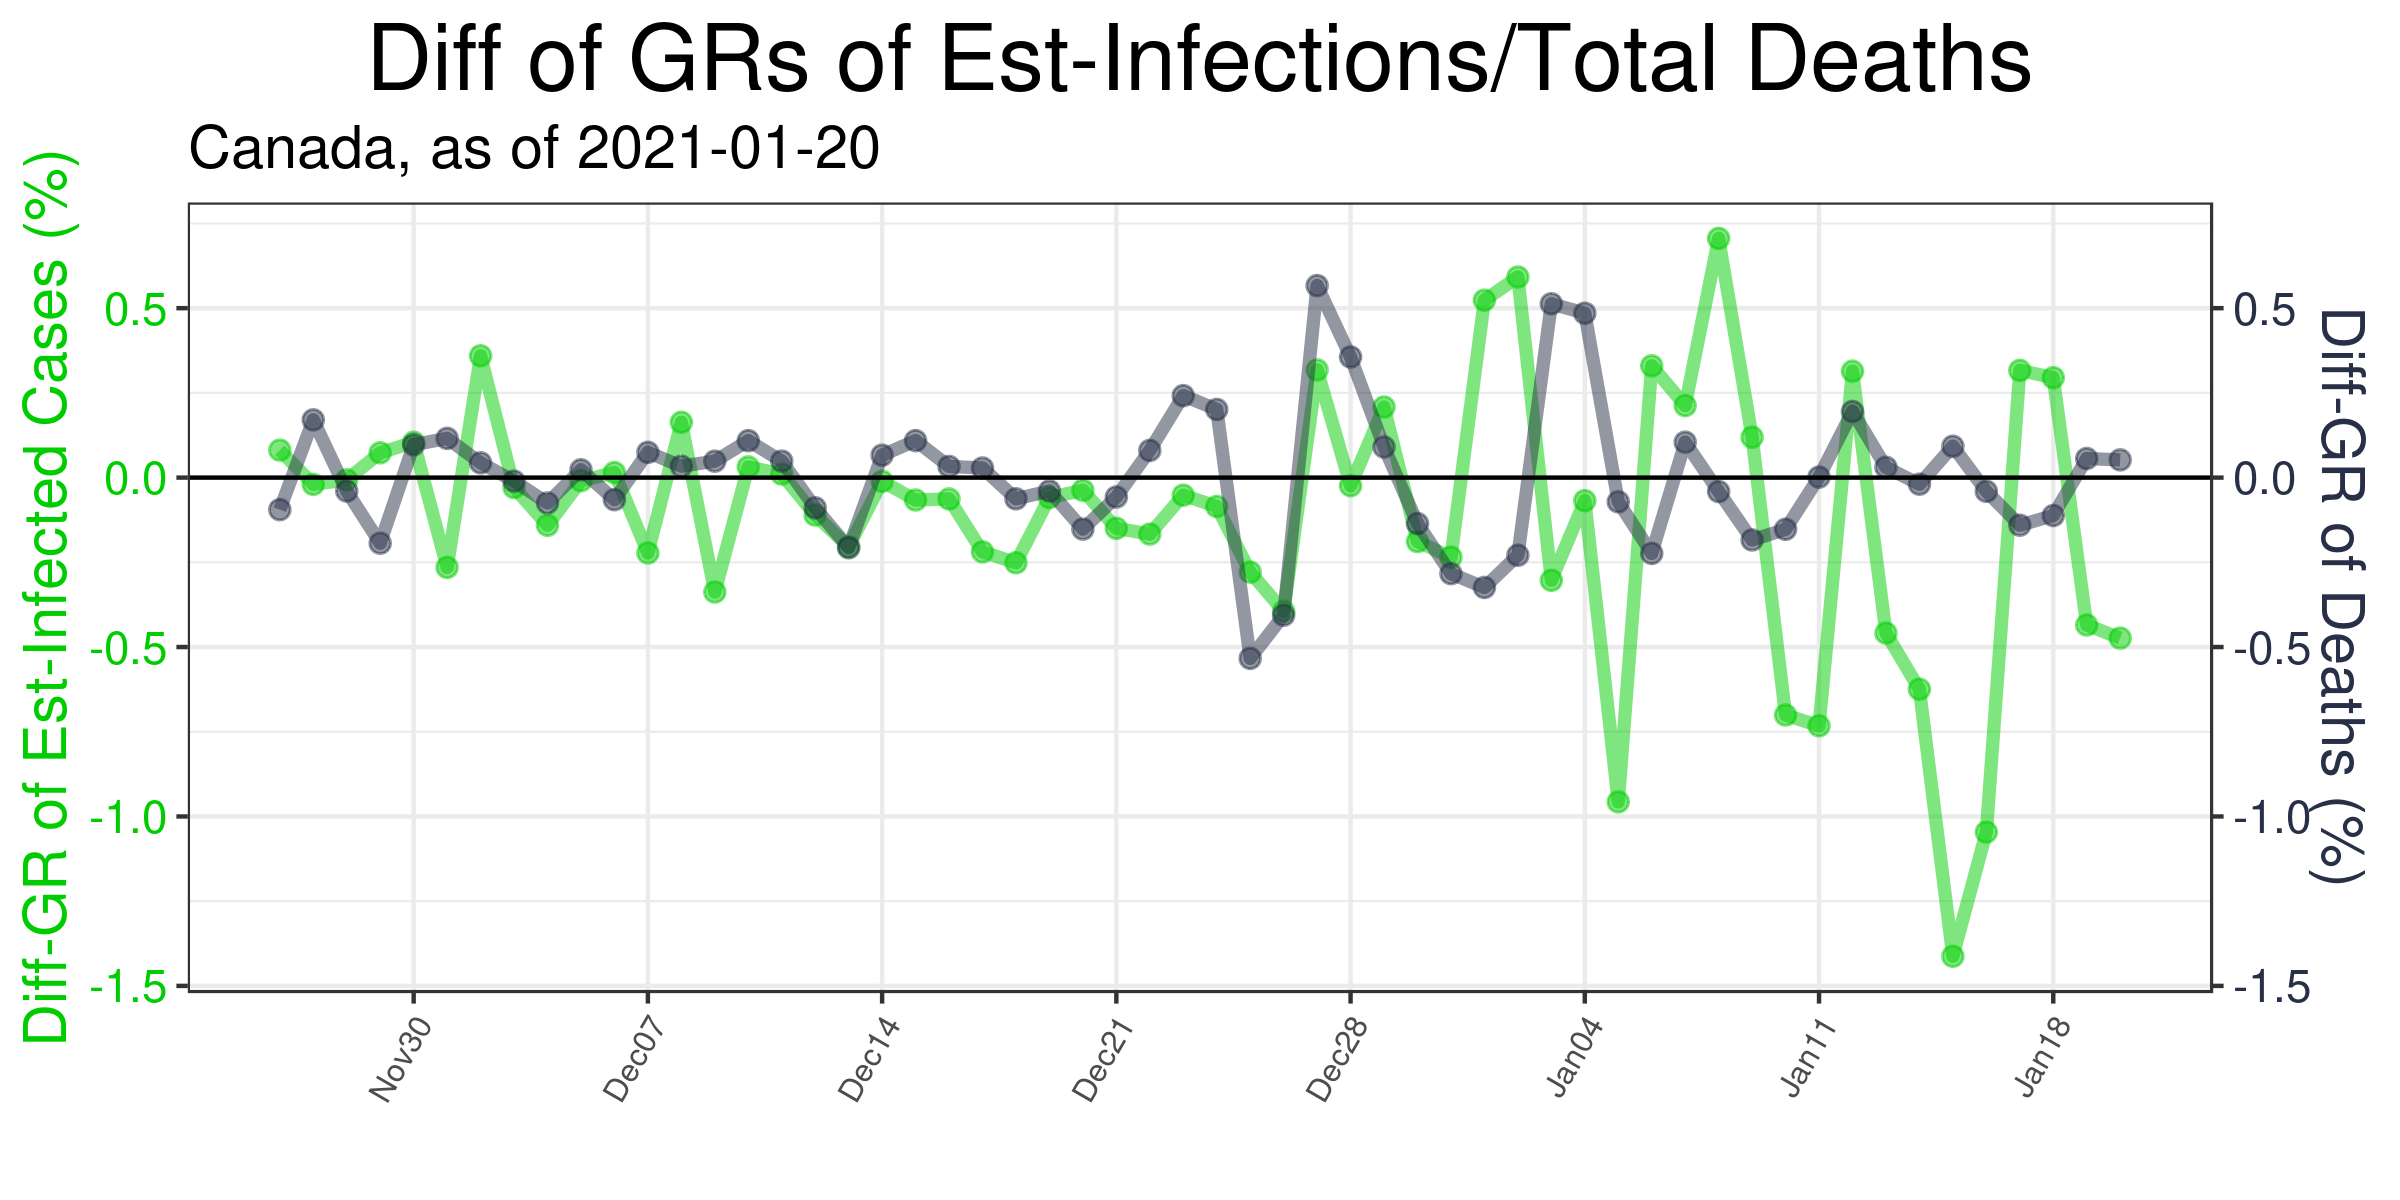 Diff of GRs of Est-Infections/Total Deaths
Canada, as of 2021-01-20
Diff-GR of Est-Infected Cases (%)
0.5
0.0
-0.5
-1.0
-1.5
0.5
0.0
-0.5
-1.0
-1.5
Diff-GR of Deaths (%)
Nov30
Dec07
Dec14
Dec21
Dec28
Jan04
Jan11
Jan18